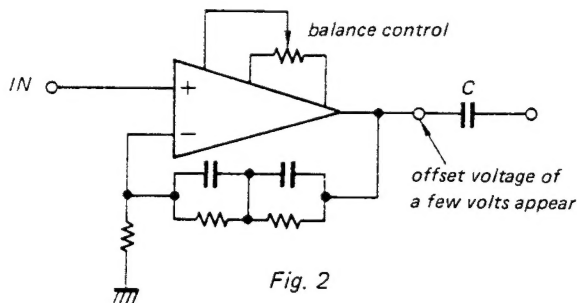 balance control
IN
+
−
C
offset voltage of
a few volts appear
Fig. 2